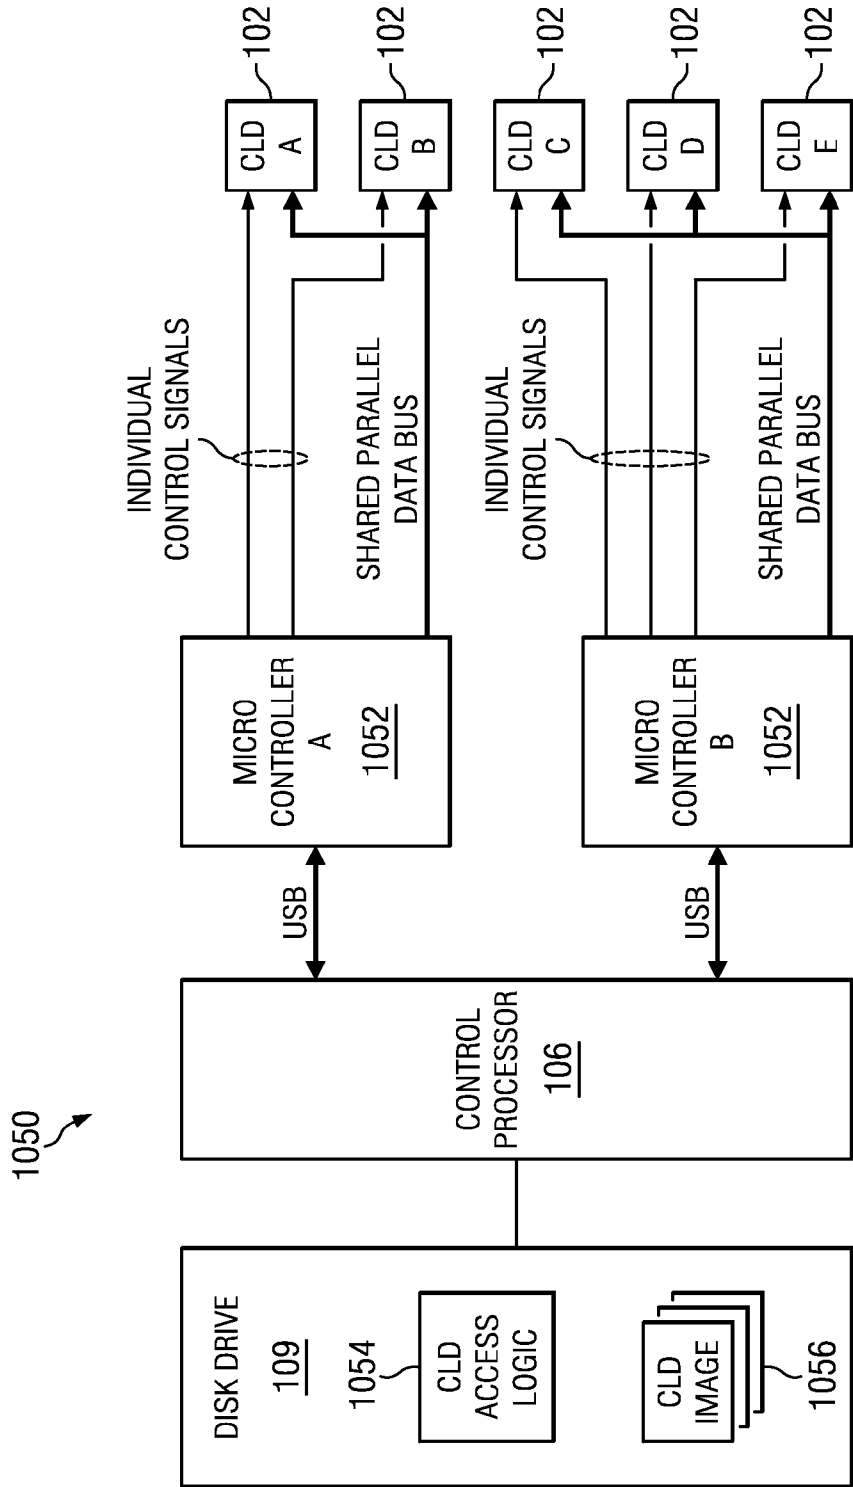 1050
DISK DRIVE
109
1054
CLD
ACCESS
LOGIC
CLD
IMAGE
1056
CONTROL
PROCESSOR
106
USB
USB
MICRO
CONTROLLER
A
1052
MICRO
CONTROLLER
B
1052
INDIVIDUAL
CONTROL SIGNALS
SHARED PARALLEL
DATA BUS
INDIVIDUAL
CONTROL SIGNALS
SHARED PARALLEL
DATA BUS
CLD
A
102
CLD
B
102
CLD
C
102
CLD
D
102
CLD
E
102